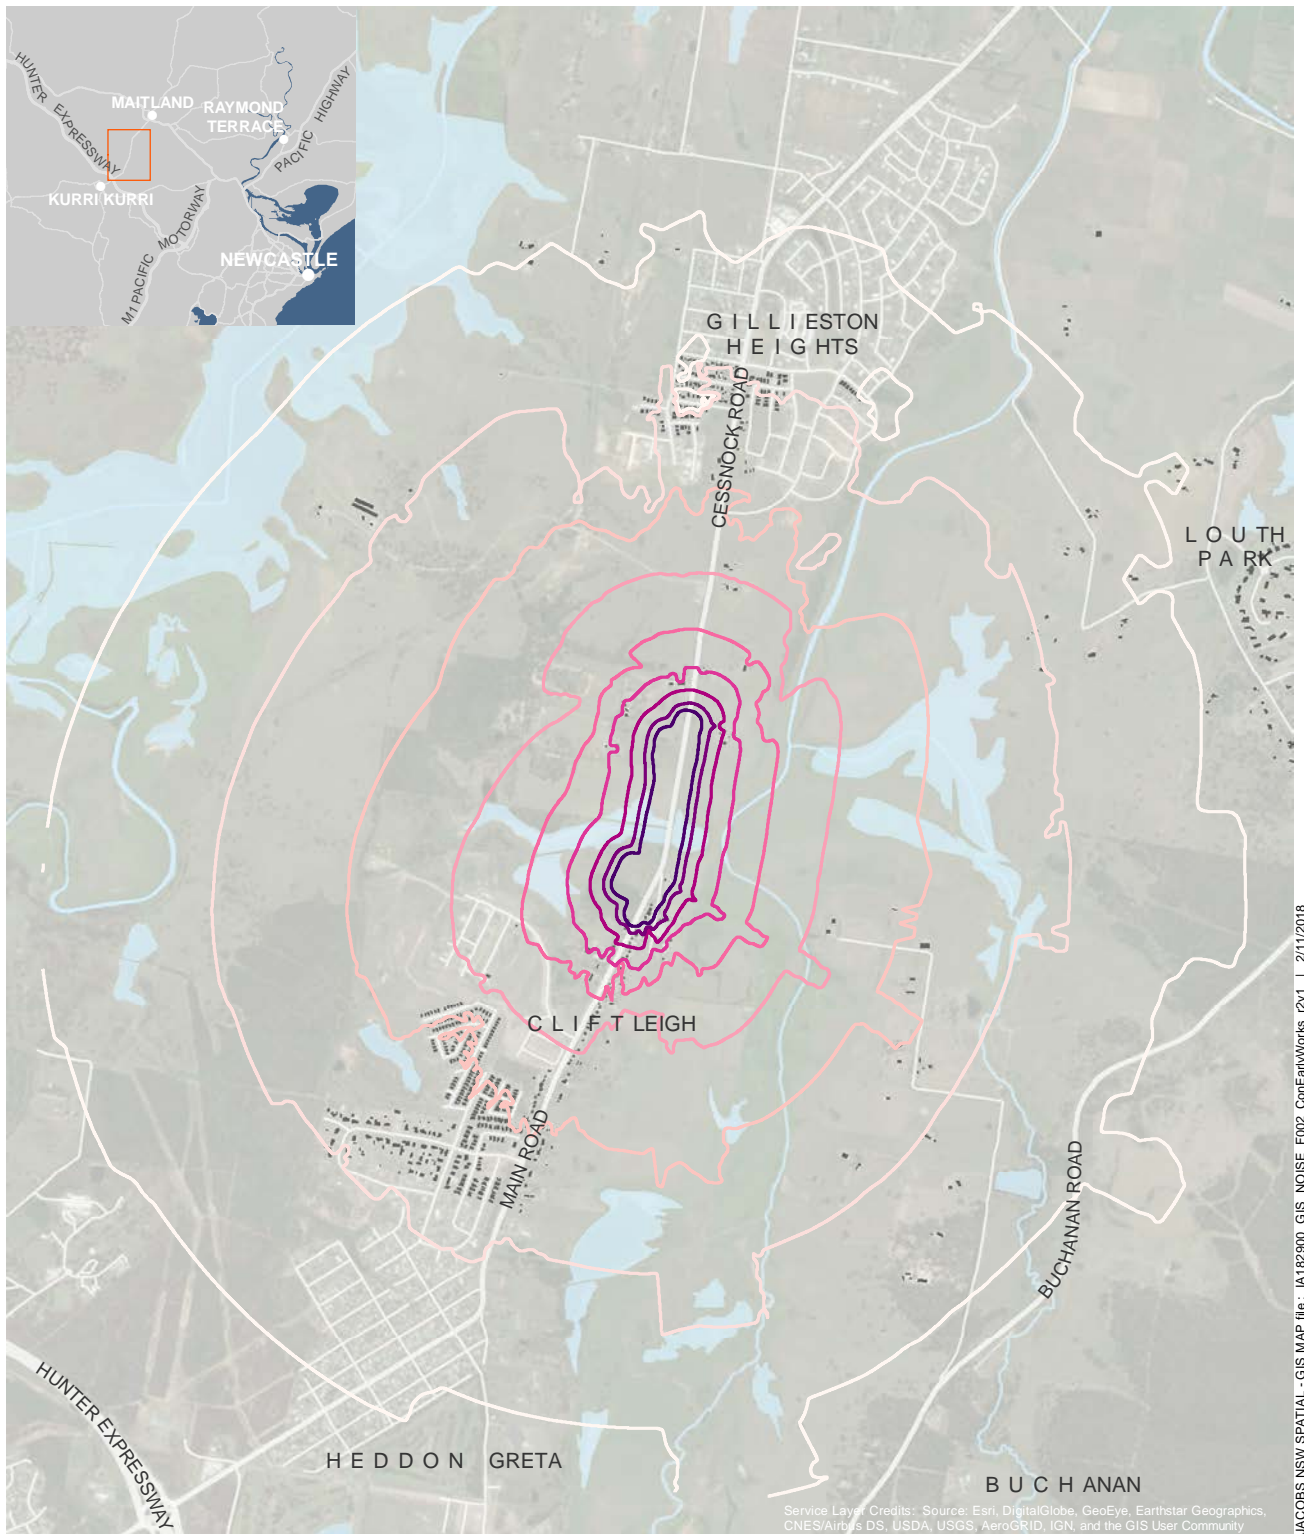 HUNTER EXPRESSWAY
MAITLAND
RAYMOND
TERRACE
PACIFIC HIGHWAY
KURRI KURRI
M1 PACIFIC MOTORWAY
NEWCASTLE
GILLIESTON
HEIGHTS
CESSNOCK ROAD
LOUTH
PARK
CLIFT LEIGH
MAIN ROAD
BUCHANAN ROAD
HUNTER EXPRESSWAY
HEDDON GRETA
BUCHANAN
Service Layer Credits: Source: Esri, DigitalGlobe, GeoEye, Earthstar Geographics,
CNES/Airbus DS, USDA, USGS, AeroGRID, IGN, and the GIS User Community
JACOBS NSW SPATIAL - GIS MAP file : IA182900_GIS_NOISE_F002_ConEarlyWorks_r2v1 | 2/11/2018